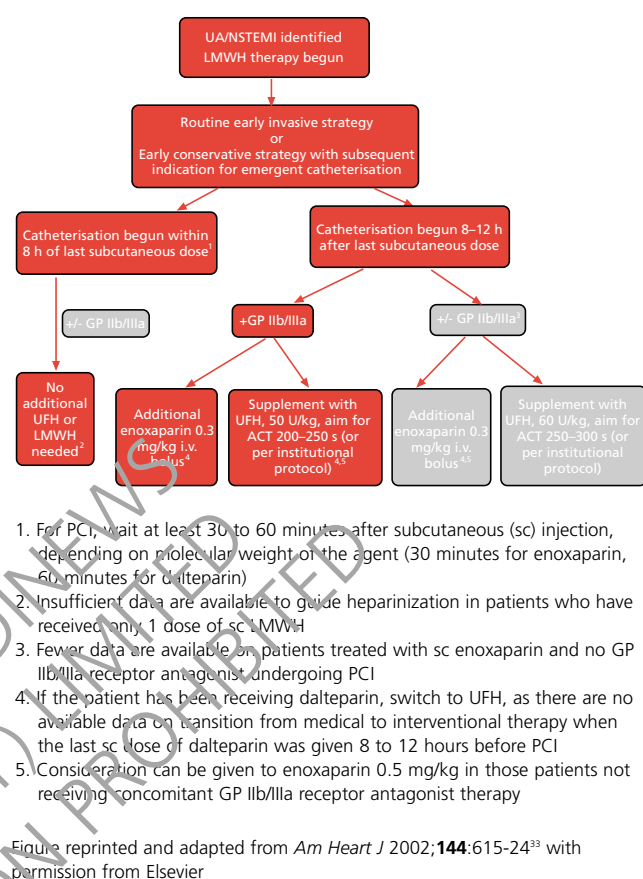 UA/NSTEMI identified
LMWH therapy begun
Routine early invasive strategy
or
Early conservative strategy with subsequent
indication for emergent catheterisation
Catheterisation begun within
8 h of last subcutaneous dose1
Catheterisation begun 8–12 h
after last subcutaneous dose
+/- GP IIb/IIIa
+GP IIb/IIIa
+/- GP IIb/IIIa3
No
additional
UFH or
LMWH
needed2
Additional
enoxaparin 0.3
mg/kg i.v.
bolus4
Supplement with
UFH, 50 U/kg, aim for
ACT 200–250 s (or
per institutional
protocol) 4,5
Additional
enoxaparin 0.3
mg/kg i.v.
bolus 4,5
Supplement with
UFH, 60 U/kg, aim for
ACT 250–300 s (or
per institutional
protocol)
1. For PCI, wait at least 30 to 60 minutes after subcutaneous (sc) injection,
depending on molecular weight of the agent (30 minutes for enoxaparin,
60 minutes for dalteparin)
2. Insufficient data are available to guide heparinization in patients who have
received only 1 dose of sc LMWH
3. Fewer data are available on patients treated with sc enoxaparin and no GP
IIb/IIIa receptor antagonist undergoing PCI
4. If the patient has been receiving dalteparin, switch to UFH, as there are no
available data on transition from medical to interventional therapy when
the last sc dose of dalteparin was given 8 to 12 hours before PCI
5. Consideration can be given to enoxaparin 0.5 mg/kg in those patients not
receiving concomitant GP IIb/IIIa receptor antagonist therapy
Figure reprinted and adapted from Am Heart J 2002;144:615-2433 with
permission from Elsevier
NEWS
LIMITED
PROHIBITED